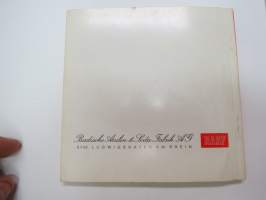 Badische Anilin & Soda Fabrik AG
BASF
6700 LUDWIGSHAFEN AM RHEIN